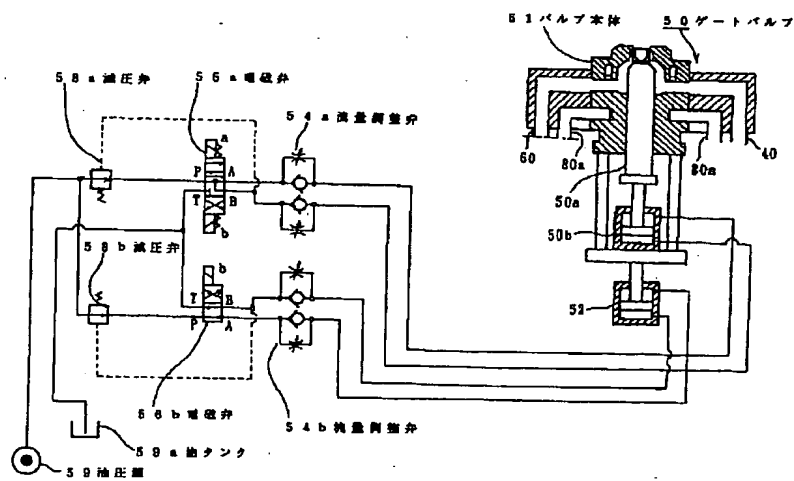 51バルブ本体
50ゲートバルブ
58a減圧弁
56a電磁弁
54a流量調整弁
a
P A
T B
b
60
80a
80a
40
50a
50b
58b減圧弁
b
T B
P A
52
56b電磁弁
54b流量調整弁
59a油タンク
59油圧源